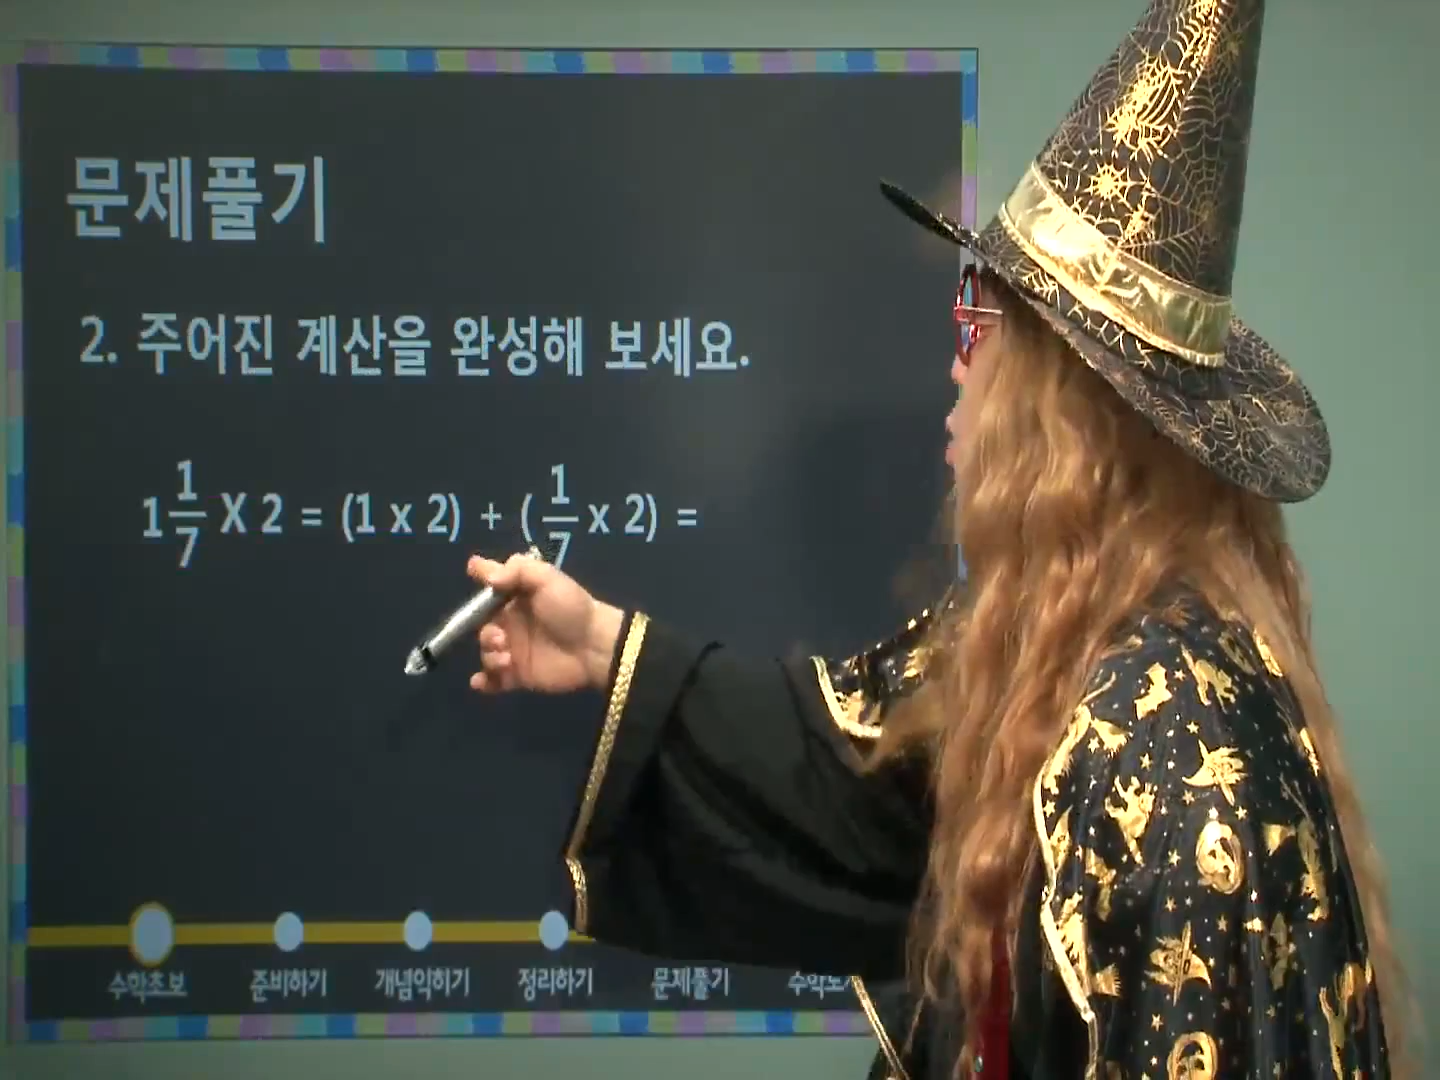 문제풀기
2. 주어진 계산을 완성해 보세요.
1 1/7 X 2 = (1 x 2) + ( 1/7 x 2) =
수학초보 준비하기 개념익히기 정리하기 문제풀기